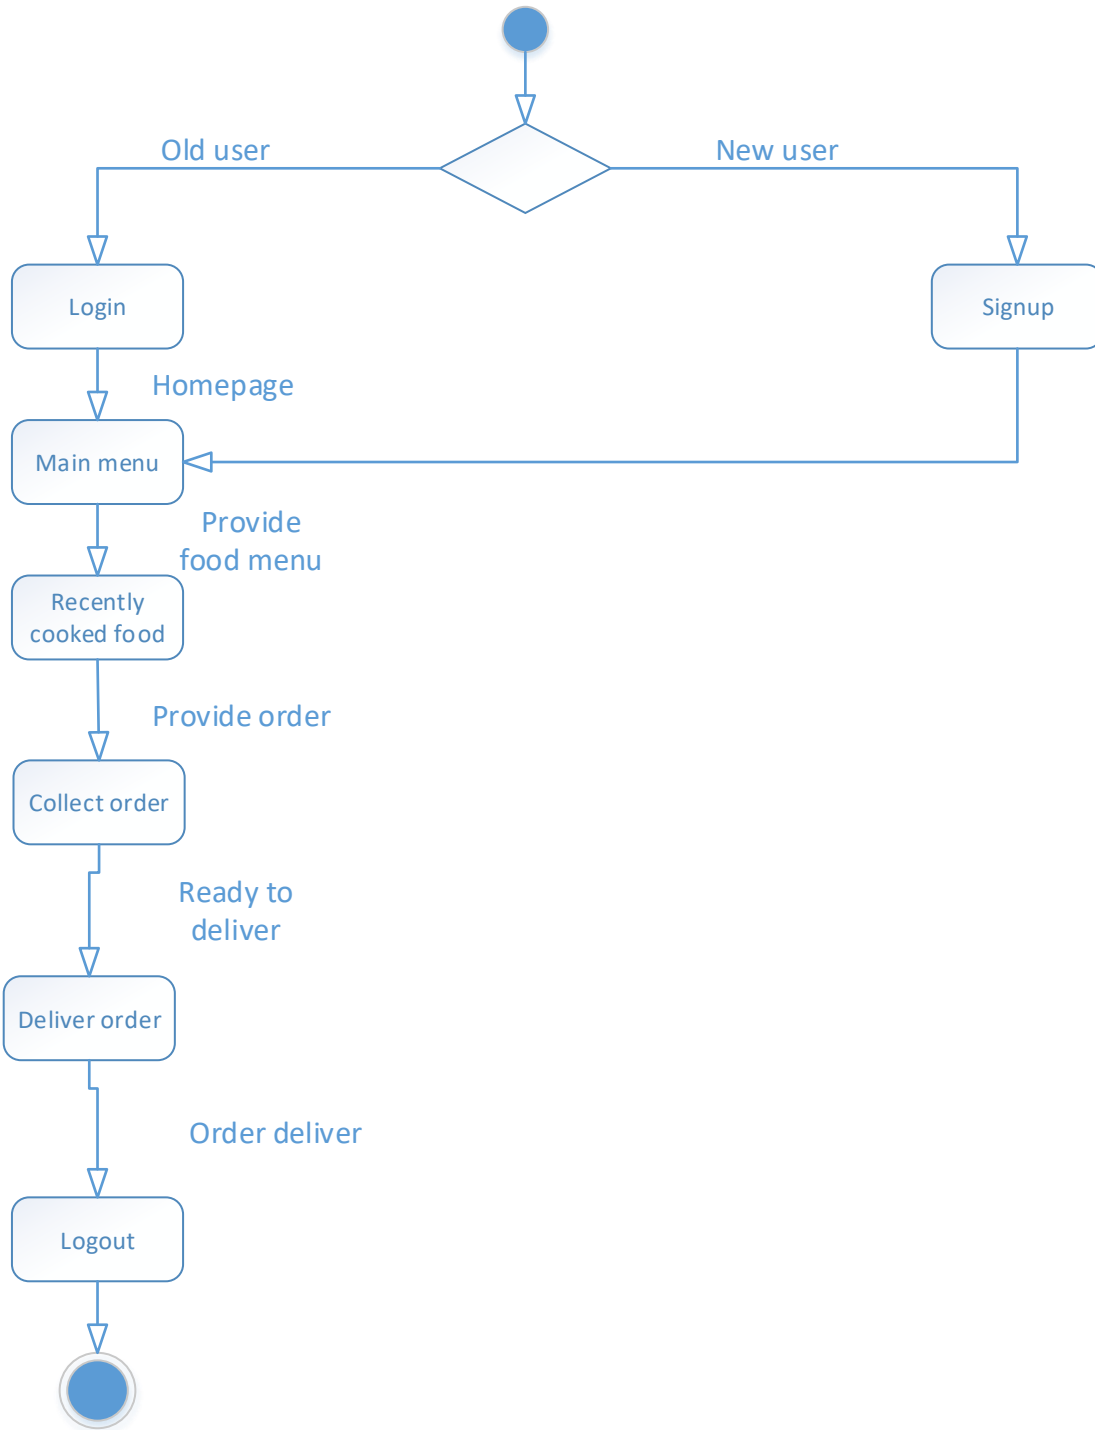 Old user
New user
Login
Signup
Homepage
Main menu
Provide
food menu
Recently
cooked food
Provide order
Collect order
Ready to
deliver
Deliver order
Order deliver
Logout